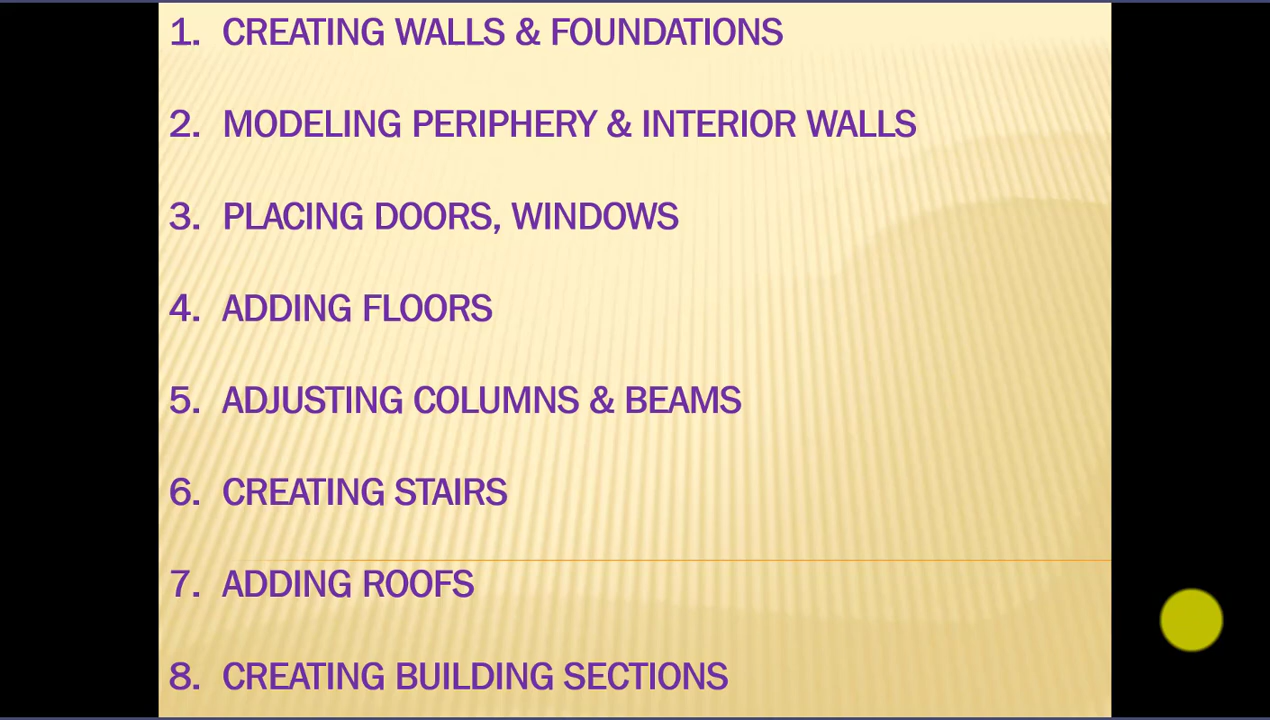 1. CREATING WALLS & FOUNDATIONS
2. MODELING PERIPHERY & INTERIOR WALLS
3. PLACING DOORS, WINDOWS
4. ADDING FLOORS
5. ADJUSTING COLUMNS & BEAMS
6. CREATING STAIRS
7. ADDING ROOFS
8. CREATING BUILDING SECTIONS